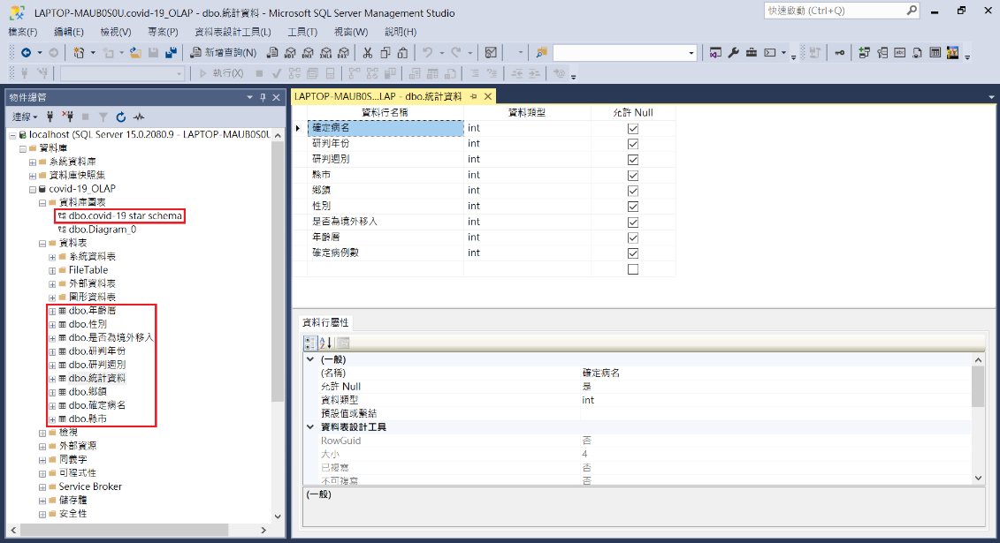 LAPTOP-MAUB0S0U.covid-19_OLAP - dbo.統計資料 - Microsoft SQL Server Management Studio
快速啟動 (Ctrl+Q)
檔案(F) 編輯(E) 檢視(V) 專案(P) 資料表設計工具(L) 工具(T) 視窗(W) 說明(H)
新增查詢(N)
執行(X)
物件總管
連線
localhost (SQL Server 15.0.2080.9 - LAPTOP-MAUB0S0U
資料庫
系統資料庫
資料庫快照集
covid-19_OLAP
資料庫圖表
dbo.covid-19 star schema
dbo.Diagram_0
資料表
系統資料表
FileTable
外部資料表
圖形資料表
dbo.年齡層
dbo.性別
dbo.是否為境外移入
dbo.研判年份
dbo.研判週別
dbo.統計資料
dbo.鄉鎮
dbo.確定病名
dbo.縣市
檢視
外部資源
同義字
可程式性
Service Broker
儲存體
安全性
LAPTOP-MAUB0S...LAP - dbo.統計資料
資料行名稱 資料類型 允許 Null
確定病名 int
研判年份 int
研判週別 int
縣市 int
鄉鎮 int
性別 int
是否為境外移入 int
年齡層 int
確定病例數 int
資料行屬性
(一般)
(名稱) 確定病名
允許 Null 是
資料類型 int
預設值或繫結
資料表設計工具
RowGuid 否
大小 4
已複寫 否
不可複寫 否
(一般)